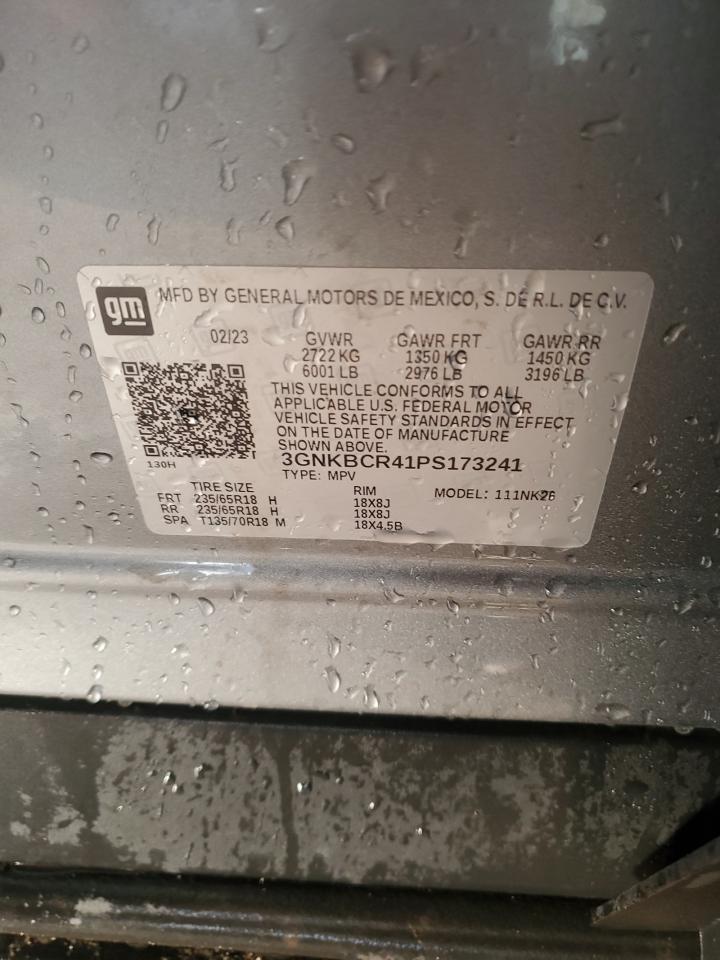 gm
MFD BY GENERAL MOTORS DE MEXICO, S. DE R.L. DE C.V.
02/23 GVWR GAWR FRT GAWR RR
2722 KG 1350 KG 1450 KG
6001 LB 2976 LB 3196 LB
THIS VEHICLE CONFORMS TO ALL
APPLICABLE U.S. FEDERAL MOTOR
VEHICLE SAFETY STANDARDS IN EFFECT
ON THE DATE OF MANUFACTURE
SHOWN ABOVE.
130H
3GNKBCR41PS173241
TYPE: MPV
TIRE SIZE RIM MODEL: 111NK26
FRT 235/65R18 H 18X8J
RR 235/65R18 H 18X8J
SPA T135/70R18 M 18X4.5B